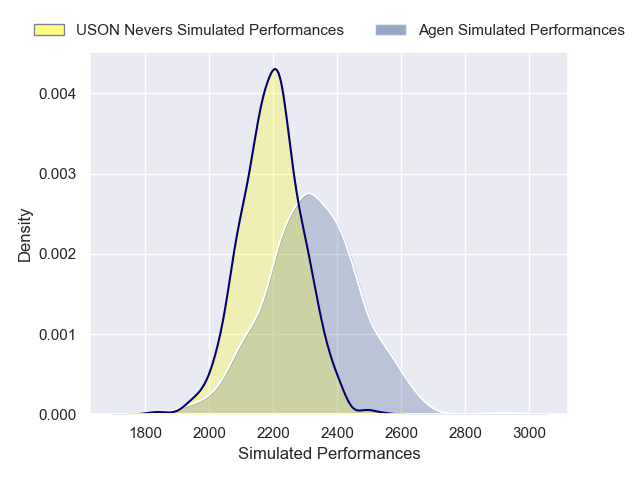 USON Nevers Simulated Performances Agen Simulated Performances
0.004
0.003
0.002
0.001
0.000
Density
1800 2000 2200 2400 2600 2800 3000
Simulated Performances